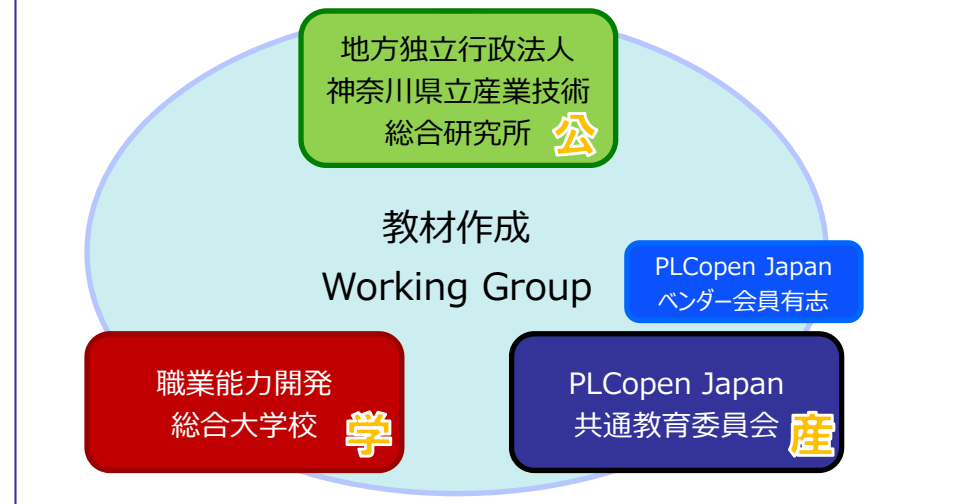 地方独立行政法人
神奈川県立産業技術
総合研究所 公
教材作成
Working Group
PLCopen Japan
ベンダー会員有志
職業能力開発
総合大学校 学
PLCopen Japan
共通教育委員会 産